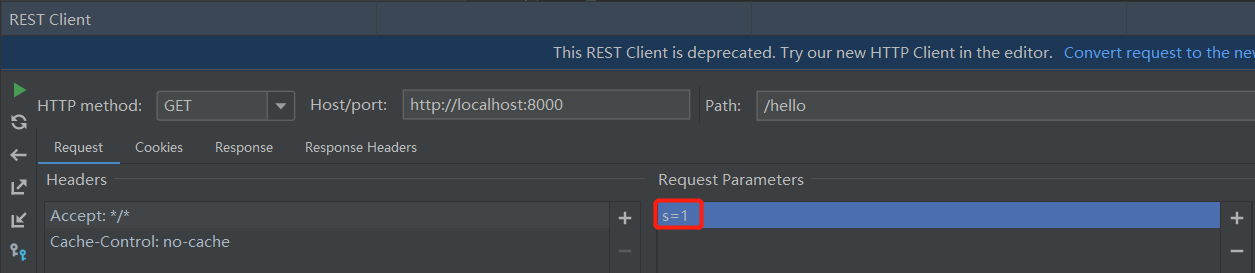 REST Client
This REST Client is deprecated. Try our new HTTP Client in the editor. Convert request to the
HTTP method: GET Host/port: http://localhost:8000 Path: /hello
Request Cookies Response Response Headers
Headers Request Parameters
Accept: */* s=1
Cache-Control: no-cache